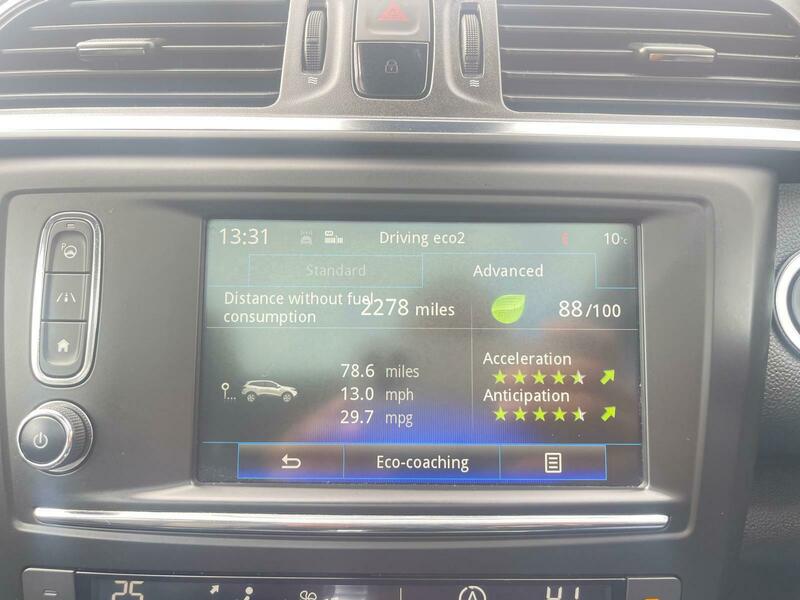 13:31 Driving eco2 10°c
Standard Advanced
Distance without fuel
consumption 2278 miles 88/100
78.6 miles
13.0 mph
29.7 mpg
Acceleration
Anticipation
Eco-coaching
25